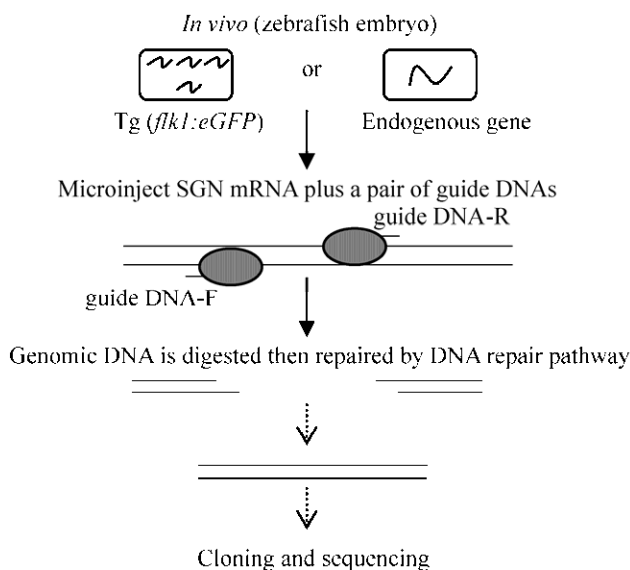 In vivo (zebrafish embryo)
or
Tg (flk1:eGFP) Endogenous gene
Microinject SGN mRNA plus a pair of guide DNAs
guide DNA-R
guide DNA-F
Genomic DNA is digested then repaired by DNA repair pathway
Cloning and sequencing